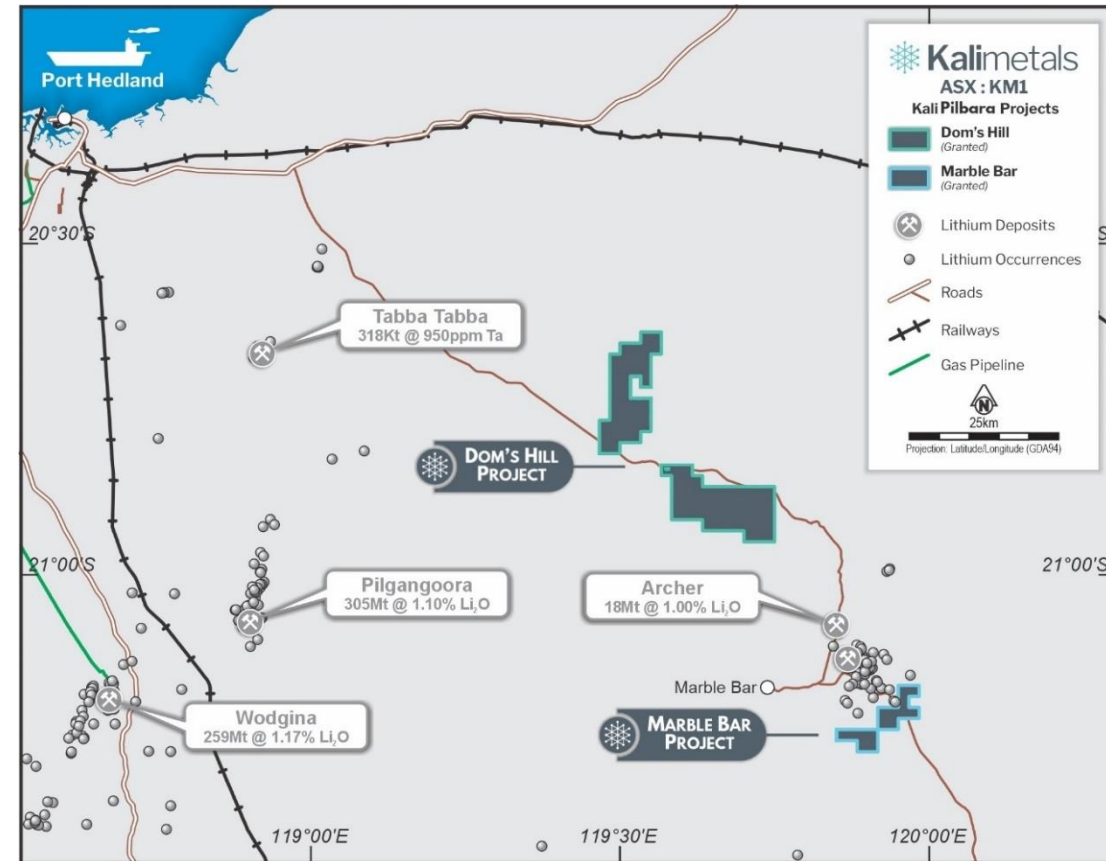 Port Hedland
Kalimetals
ASX : KM1
Kali Pilbara Projects
Dom's Hill
(Granted)
Marble Bar
(Granted)
Lithium Deposits
Lithium Occurrences
Roads
Railways
Gas Pipeline
N
25km
Projection: Latitude/Longitude (GDA94)
20°30'S
S
Tabba Tabba
318Kt @ 950ppm Ta
DOM'S HILL
PROJECT
21°00'S
21°00'S
Pilgangoora
305Mt @ 1.10% Li₂O
Archer
18Mt @ 1.00% Li₂O
Marble Bar
Wodgina
259Mt @ 1.17% Li₂O
MARBLE BAR
PROJECT
119°00'E
119°30'E
120°00'E